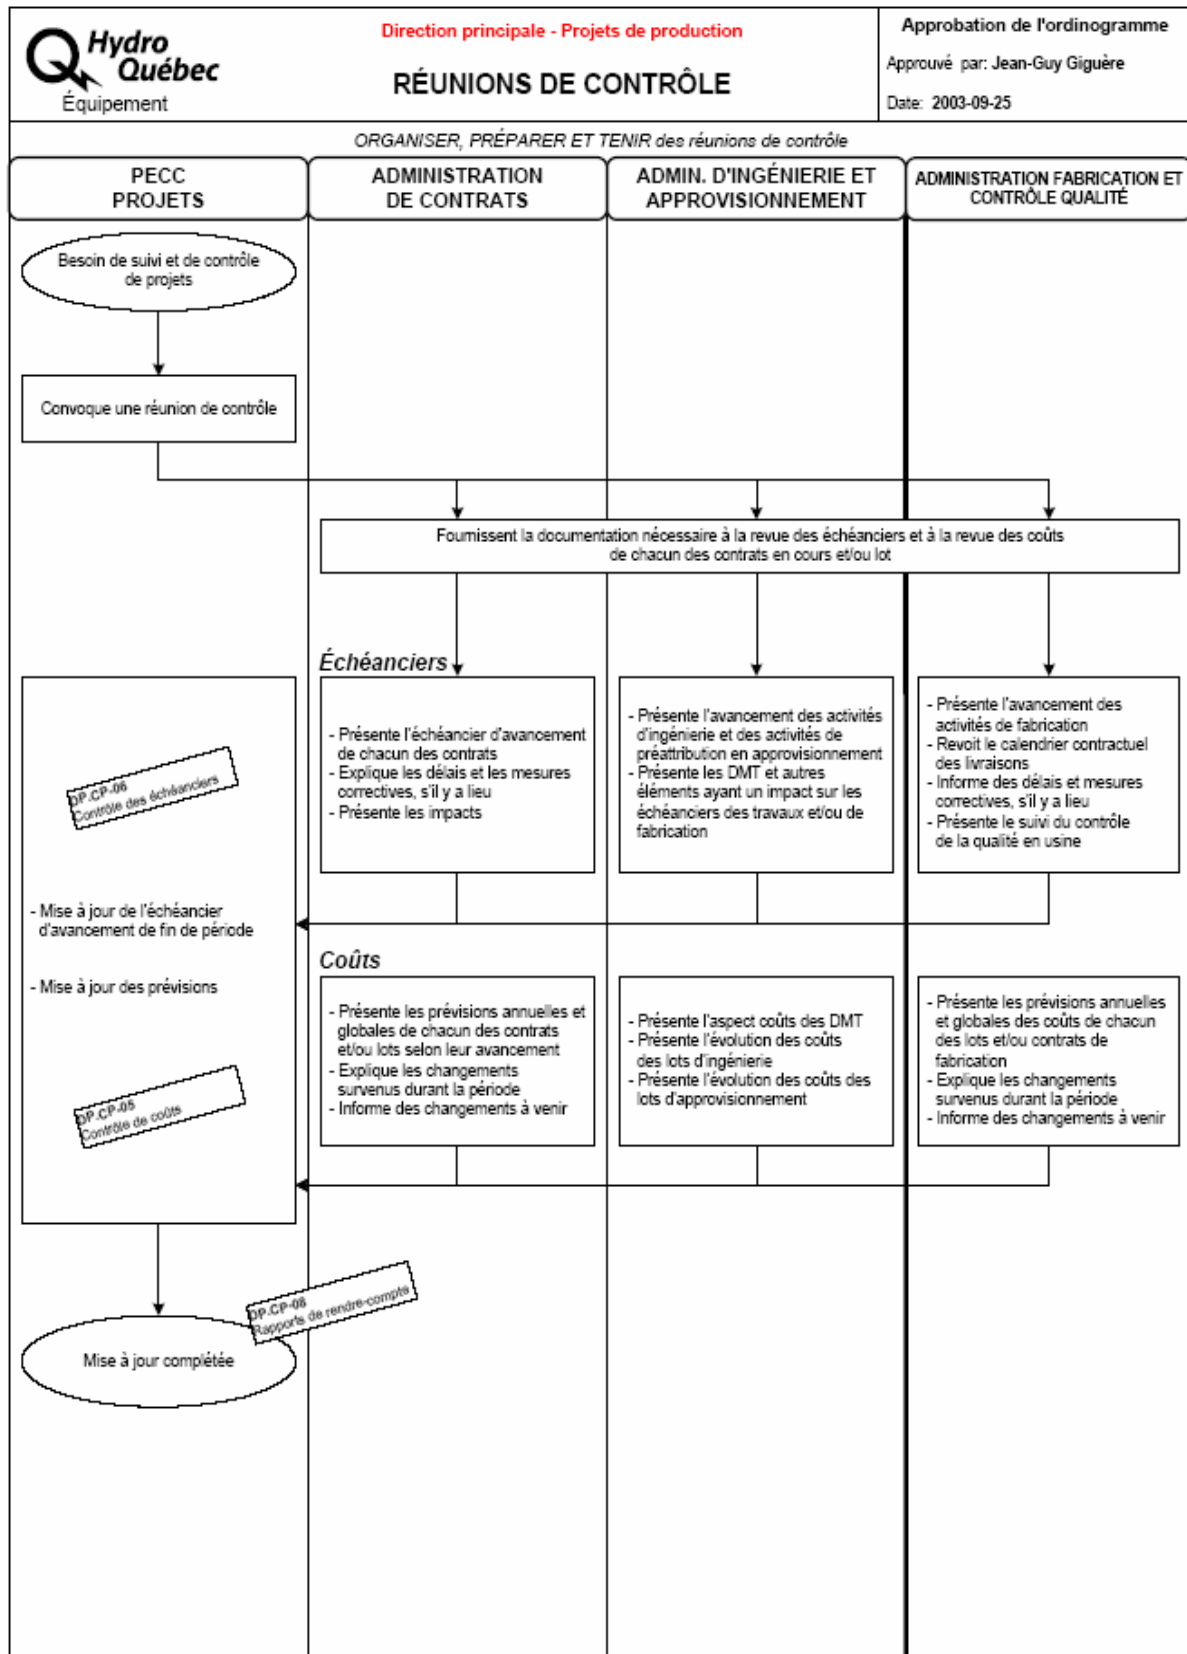 Hydro
Québec
Équipement
Direction principale - Projets de production
RÉUNIONS DE CONTRÔLE
Approbation de l'ordinogramme
Approuvé par: Jean-Guy Giguère
Date: 2003-09-25
ORGANISER, PRÉPARER ET TENIR des réunions de contrôle
PECC
PROJETS
ADMINISTRATION
DE CONTRATS
ADMIN. D'INGÉNIERIE ET
APPROVISIONNEMENT
ADMINISTRATION FABRICATION ET
CONTRÔLE QUALITÉ
Besoin de suivi et de contrôle
de projets
Convoque une réunion de contrôle
Fournissent la documentation nécessaire à la revue des échéanciers et à la revue des coûts
de chacun des contrats en cours et/ou lot
Échéanciers
DP.CP-06
Contrôle des échéanciers
- Mise à jour de l'échéancier
d'avancement de fin de période
- Mise à jour des prévisions
DP.CP-05
Contrôle de coûts
- Présente l'échéancier d'avancement
de chacun des contrats
- Explique les délais et les mesures
correctives, s'il y a lieu
- Présente les impacts
- Présente l'avancement des activités
d'ingénierie et des activités de
préattribution en approvisionnement
- Présente les DMT et autres
éléments ayant un impact sur les
échéanciers des travaux et/ou de
fabrication
- Présente l'avancement des
activités de fabrication
- Revoit le calendrier contractuel
des livraisons
- Informe des délais et mesures
correctives, s'il y a lieu
- Présente le suivi du contrôle
de la qualité en usine
Coûts
- Présente les prévisions annuelles et
globales de chacun des contrats
et/ou lots selon leur avancement
- Explique les changements
survenus durant la période
- Informe des changements à venir
- Présente l'aspect coûts des DMT
- Présente l'évolution des coûts
des lots d'ingénierie
- Présente l'évolution des coûts des
lots d'approvisionnement
- Présente les prévisions annuelles
et globales des coûts de chacun
des lots et/ou contrats de
fabrication
- Explique les changements
survenus durant la période
- Informe des changements à venir
DP.CP-08
Rapports de rendre-compte
Mise à jour complétée